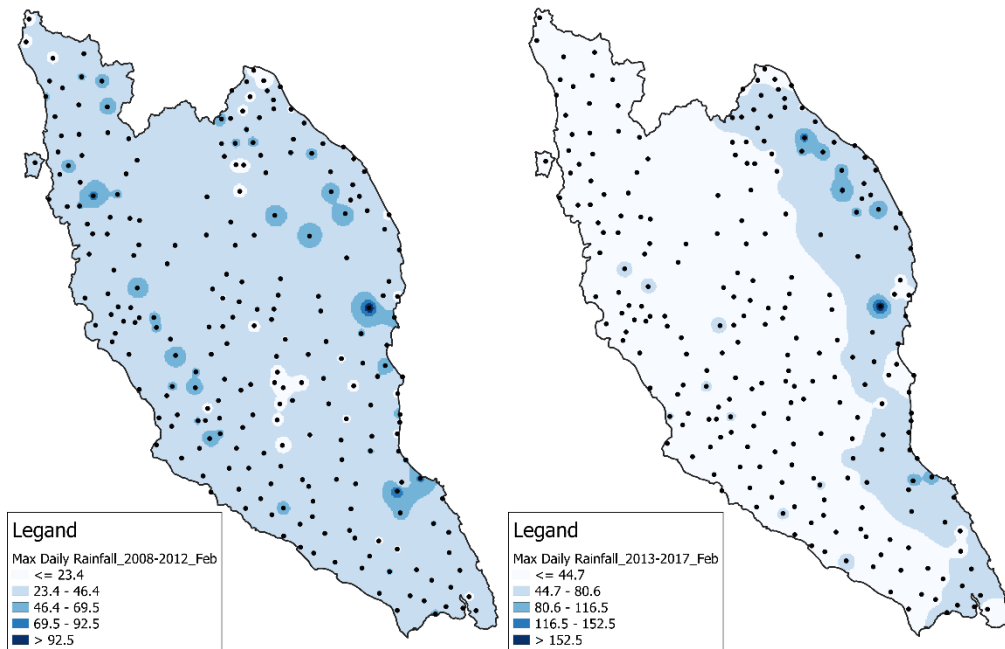 Legand
Max Daily Rainfall_2008-2012_Feb
<= 23.4
23.4 - 46.4
46.4 - 69.5
69.5 - 92.5
> 92.5
Legand
Max Daily Rainfall_2013-2017_Feb
<= 44.7
44.7 - 80.6
80.6 - 116.5
116.5 - 152.5
> 152.5